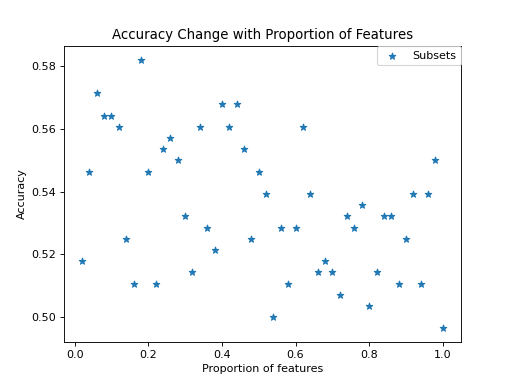 Accuracy Change with Proportion of Features
Subsets
0.58
0.56
0.54
0.52
0.50
Accuracy
0.0 0.2 0.4 0.6 0.8 1.0
Proportion of features